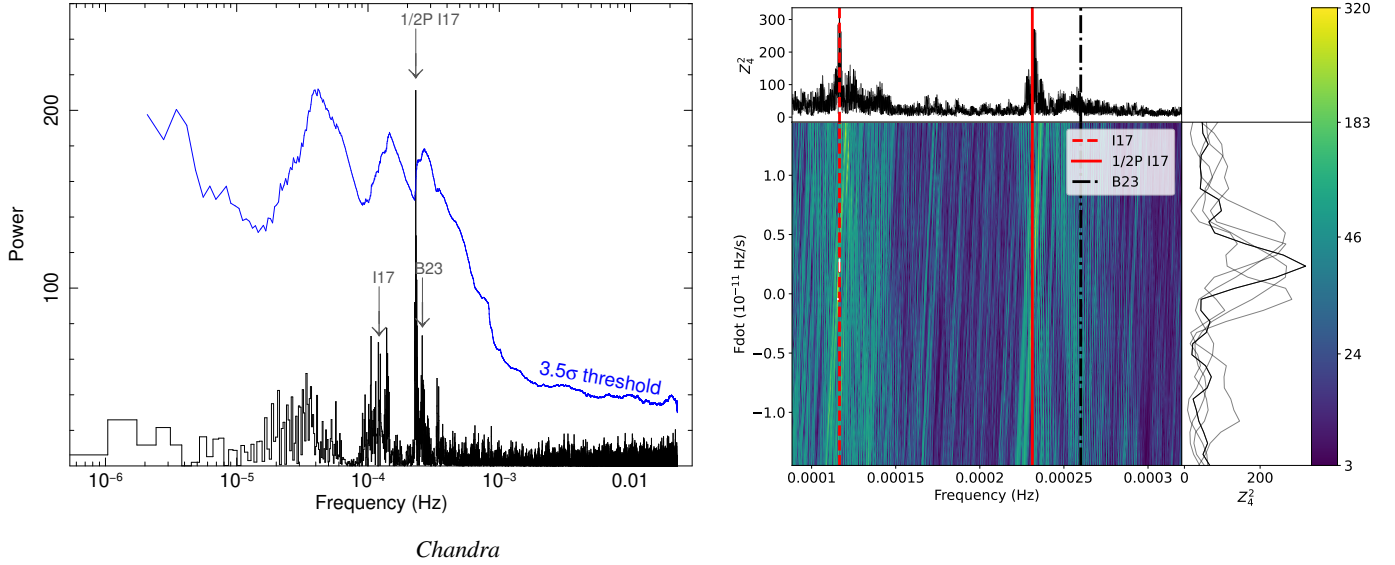 1/2P I17
200
I17
B23
100
3.5σ threshold
Power
10⁻⁶
10⁻⁵
10⁻⁴
10⁻³
0.01
Frequency (Hz)
Chandra
300
200
100
0
Z₄²
I17
1/2P I17
B23
1.0
0.5
0.0
−0.5
−1.0
Fdot (10⁻¹¹ Hz/s)
0.0001
0.00015
0.0002
0.00025
0.0003
Frequency (Hz)
0
200
Z₄²
320
183
96
46
24
3